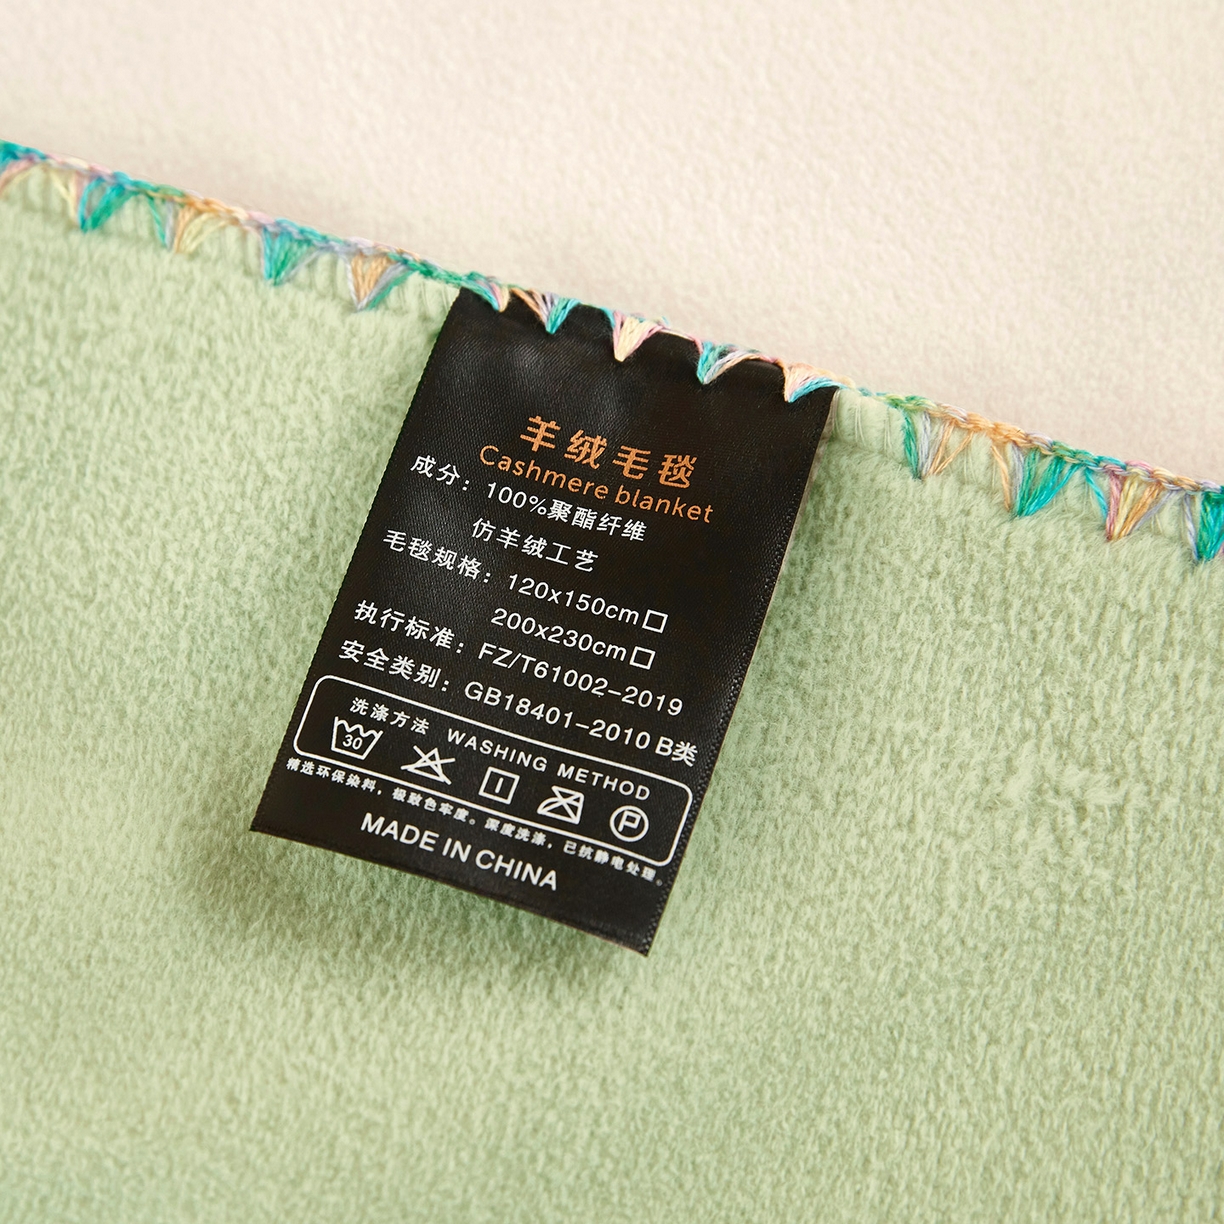 羊绒毛毯
Cashmere blanket
成分：100%聚酯纤维
仿羊绒工艺
毛毯规格：120x150cm□
200x230cm□
执行标准：FZ/T61002-2019
安全类别：GB18401-2010 B类
洗涤方法 WASHING METHOD
30 P
精选环保染料，极致色牢度。深度洗涤，已抗静电处理。
MADE IN CHINA